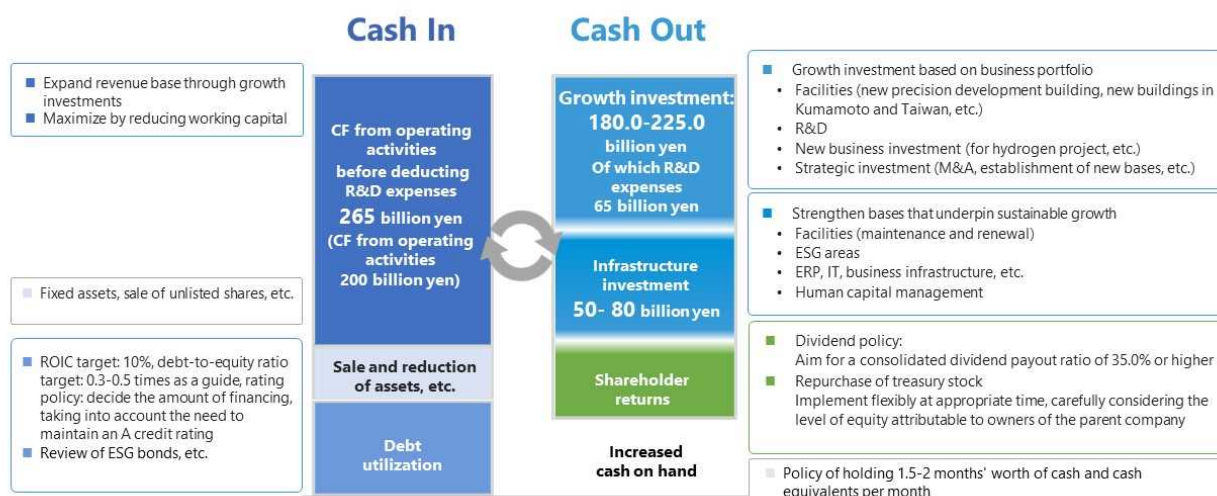 Cash In
Cash Out
■ Expand revenue base through growth
investments
■ Maximize by reducing working capital
■ Fixed assets, sale of unlisted shares, etc.
■ ROIC target: 10%, debt-to-equity ratio
target: 0.3-0.5 times as a guide, rating
policy: decide the amount of financing,
taking into account the need to
maintain an A credit rating
■ Review of ESG bonds, etc.
CF from operating
activities
before deducting
R&D expenses
265 billion yen
(CF from operating
activities
200 billion yen)
Sale and reduction
of assets, etc.
Debt
utilization
Growth investment:
180.0-225.0
billion yen
Of which R&D
expenses
65 billion yen
Infrastructure
investment
50- 80 billion yen
Shareholder
returns
Increased
cash on hand
■ Growth investment based on business portfolio
• Facilities (new precision development building, new buildings in
Kumamoto and Taiwan, etc.)
• R&D
• New business investment (for hydrogen project, etc.)
• Strategic investment (M&A, establishment of new bases, etc.)
■ Strengthen bases that underpin sustainable growth
• Facilities (maintenance and renewal)
• ESG areas
• ERP, IT, business infrastructure, etc.
• Human capital management
■ Dividend policy:
Aim for a consolidated dividend payout ratio of 35.0% or higher
■ Repurchase of treasury stock
Implement flexibly at appropriate time, carefully considering the
level of equity attributable to owners of the parent company
■ Policy of holding 1.5-2 months' worth of cash and cash
equivalents per month